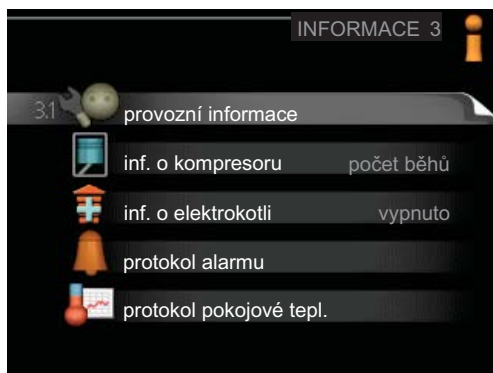 INFORMACE 3
3.1 provozní informace
inf. o kompresoru počet běhů
inf. o elektrokotli vypnuto
protokol alarmu
protokol pokojové tepl.